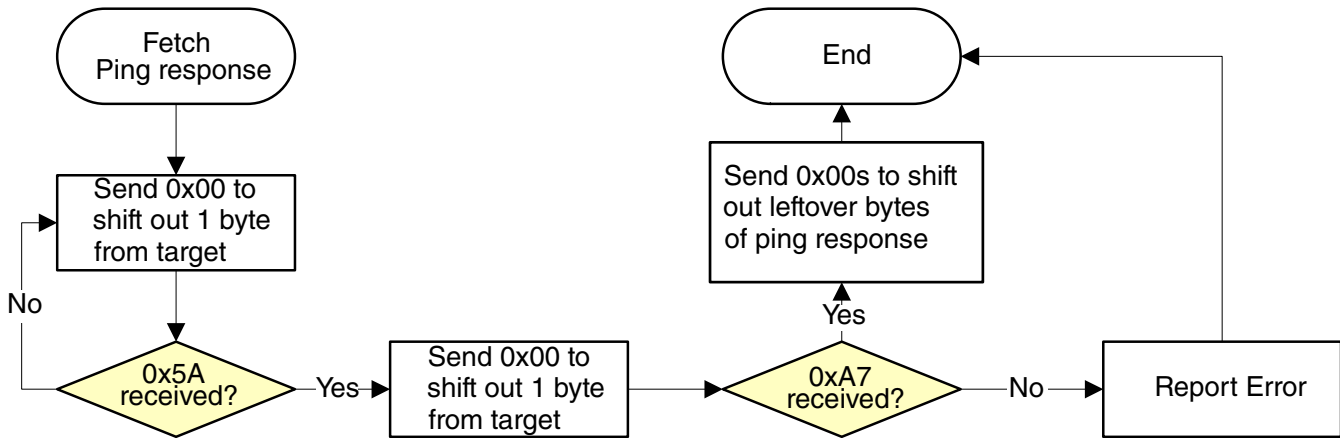 Fetch
Ping response
Send 0x00 to
shift out 1 byte
from target
No
0x5A
received?
Yes
Send 0x00 to
shift out 1 byte
from target
0xA7
received?
Yes
Send 0x00s to shift
out leftover bytes
of ping response
End
No
Report Error